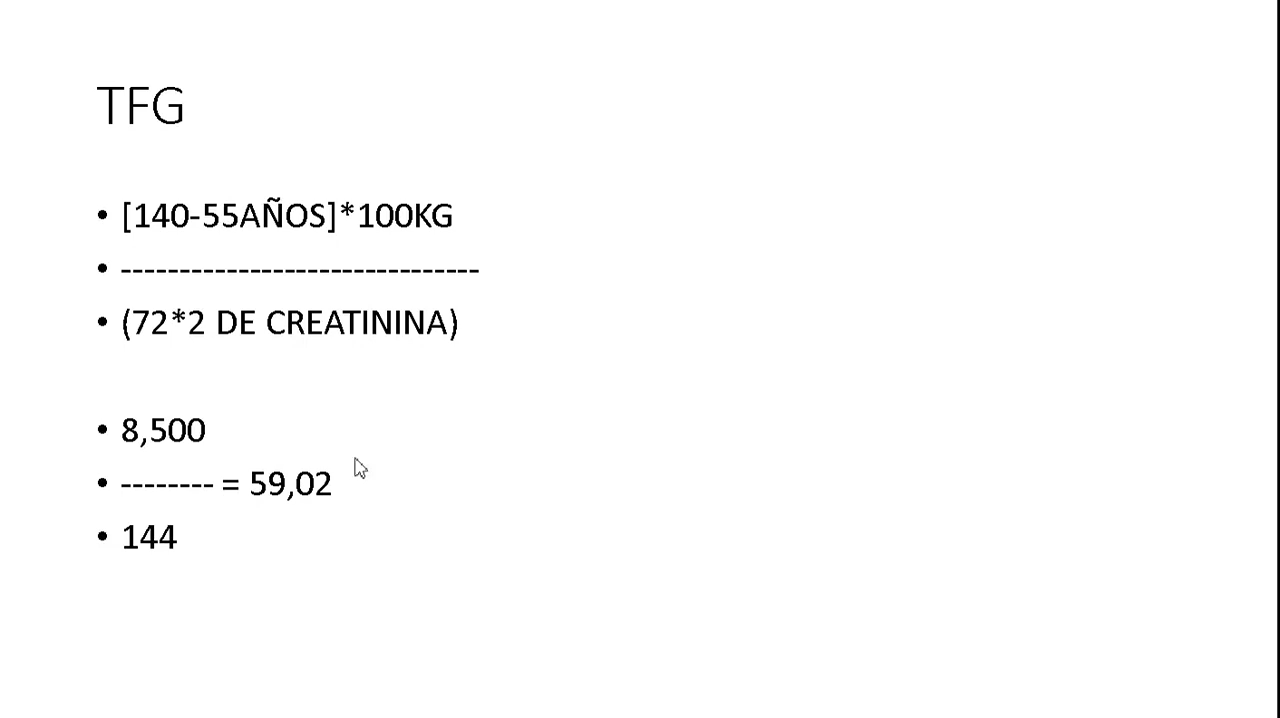 TFG
• [140-55AÑOS]*100KG
• -------------------------------
• (72*2 DE CREATININA)
• 8,500
• -------- = 59,02
• 144